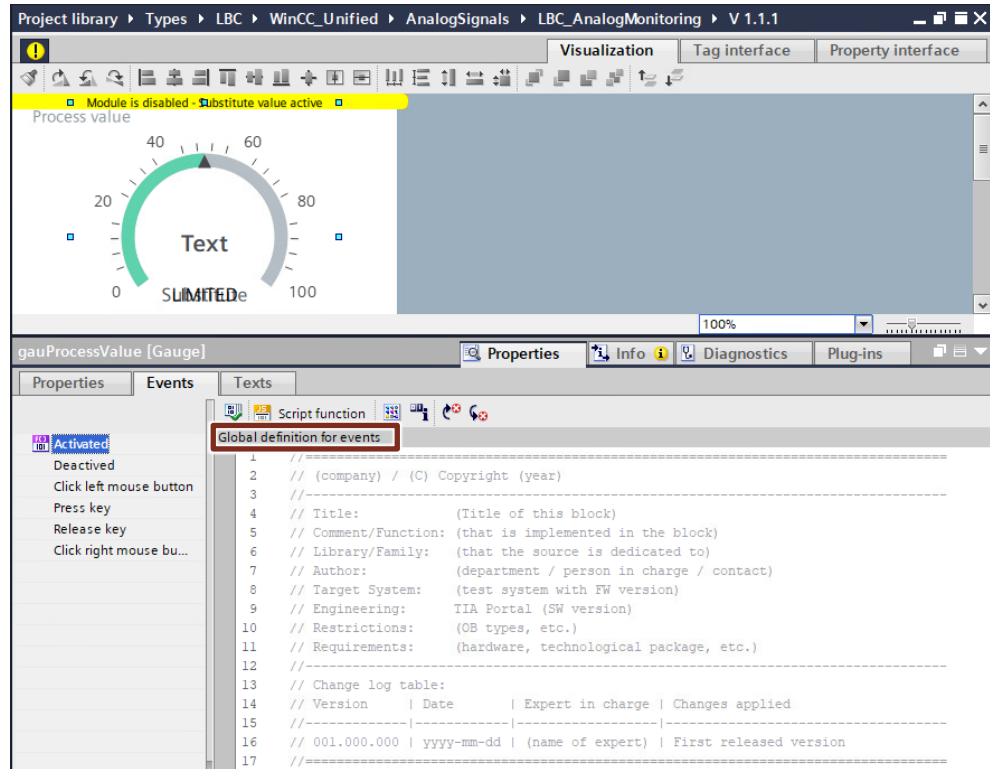 Project library ▸ Types ▸ LBC ▸ WinCC_Unified ▸ AnalogSignals ▸ LBC_AnalogMonitoring ▸ V 1.1.1
Visualization Tag interface Property interface
Module is disabled - Substitute value active
Process value
40 60
20 80
Text
0 Substitute 100
LIMITED
100%
gauProcessValue [Gauge] Properties Info Diagnostics Plug-ins
Properties Events Texts
Script function
Global definition for events
Activated
Deactived
Click left mouse button
Press key
Release key
Click right mouse bu...
1 //==============================================================================
2 // (company) / (C) Copyright (year)
3 //------------------------------------------------------------------------------
4 // Title: (Title of this block)
5 // Comment/Function: (that is implemented in the block)
6 // Library/Family: (that the source is dedicated to)
7 // Author: (department / person in charge / contact)
8 // Target System: (test system with FW version)
9 // Engineering: TIA Portal (SW version)
10 // Restrictions: (OB types, etc.)
11 // Requirements: (hardware, technological package, etc.)
12 //------------------------------------------------------------------------------
13 // Change log table:
14 // Version | Date | Expert in charge | Changes applied
15 //-------------|------------|------------------|--------------------------------
16 // 001.000.000 | yyyy-mm-dd | (name of expert) | First released version
17 //==============================================================================